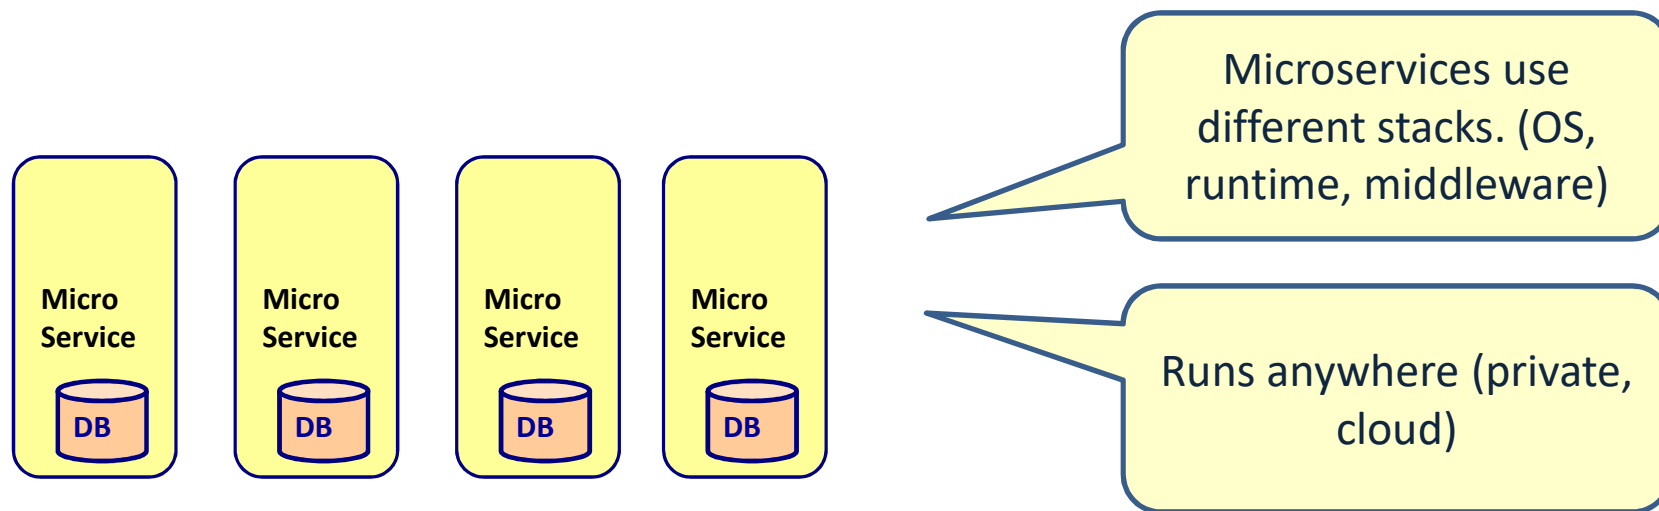 Microservices use
different stacks. (OS,
runtime, middleware)
Micro
Service
DB
Micro
Service
DB
Micro
Service
DB
Micro
Service
DB
Runs anywhere (private,
cloud)